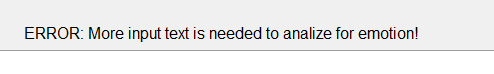 ERROR: More input text is needed to analize for emotion!